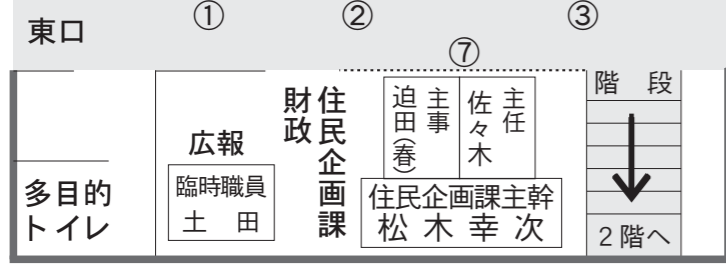 ①
②
③
東口
⑦
階 段
住民企画課
財政
主事
迫田(春)
主任
佐々木
広報
臨時職員
土 田
住民企画課主幹
松 木 幸 次
多目的
トイレ
2階へ